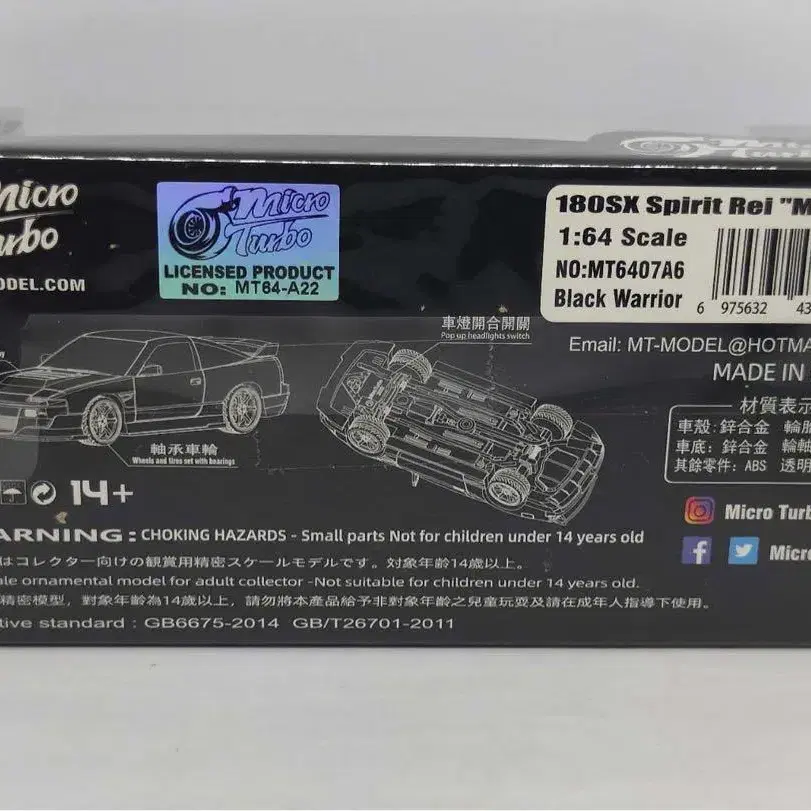 Micro
Turbo
ODEL.COM
Micro
Turbo
LICENSED PRODUCT
NO: MT64-A22
180SX Spirit Rei "M
1:64 Scale
NO:MT6407A6
Black Warrior
6 975632 43
車燈開合開關
Pop up headlights switch
Email: MT-MODEL@HOTMA
MADE IN
軸承車輪
Wheels and tires set with bearings
材質表示
車殼: 鋅合金 輪胎
車底: 鋅合金 輪軸
其餘零件: ABS 透明
14+
Micro Turb
ARNING: CHOKING HAZARDS - Small parts Not for children under 14 years old
Micro
はコレクター向けの観賞用精密スケールモデルです。対象年齢14歳以上。
ale ornamental model for adult collector -Not suitable for children under 14 years old.
精密模型，對象年齡為14歲以上，請勿將本產品給予非對象年齡之兒童玩耍及請在成年人指導下使用。
tive standard : GB6675-2014 GB/T26701-2011